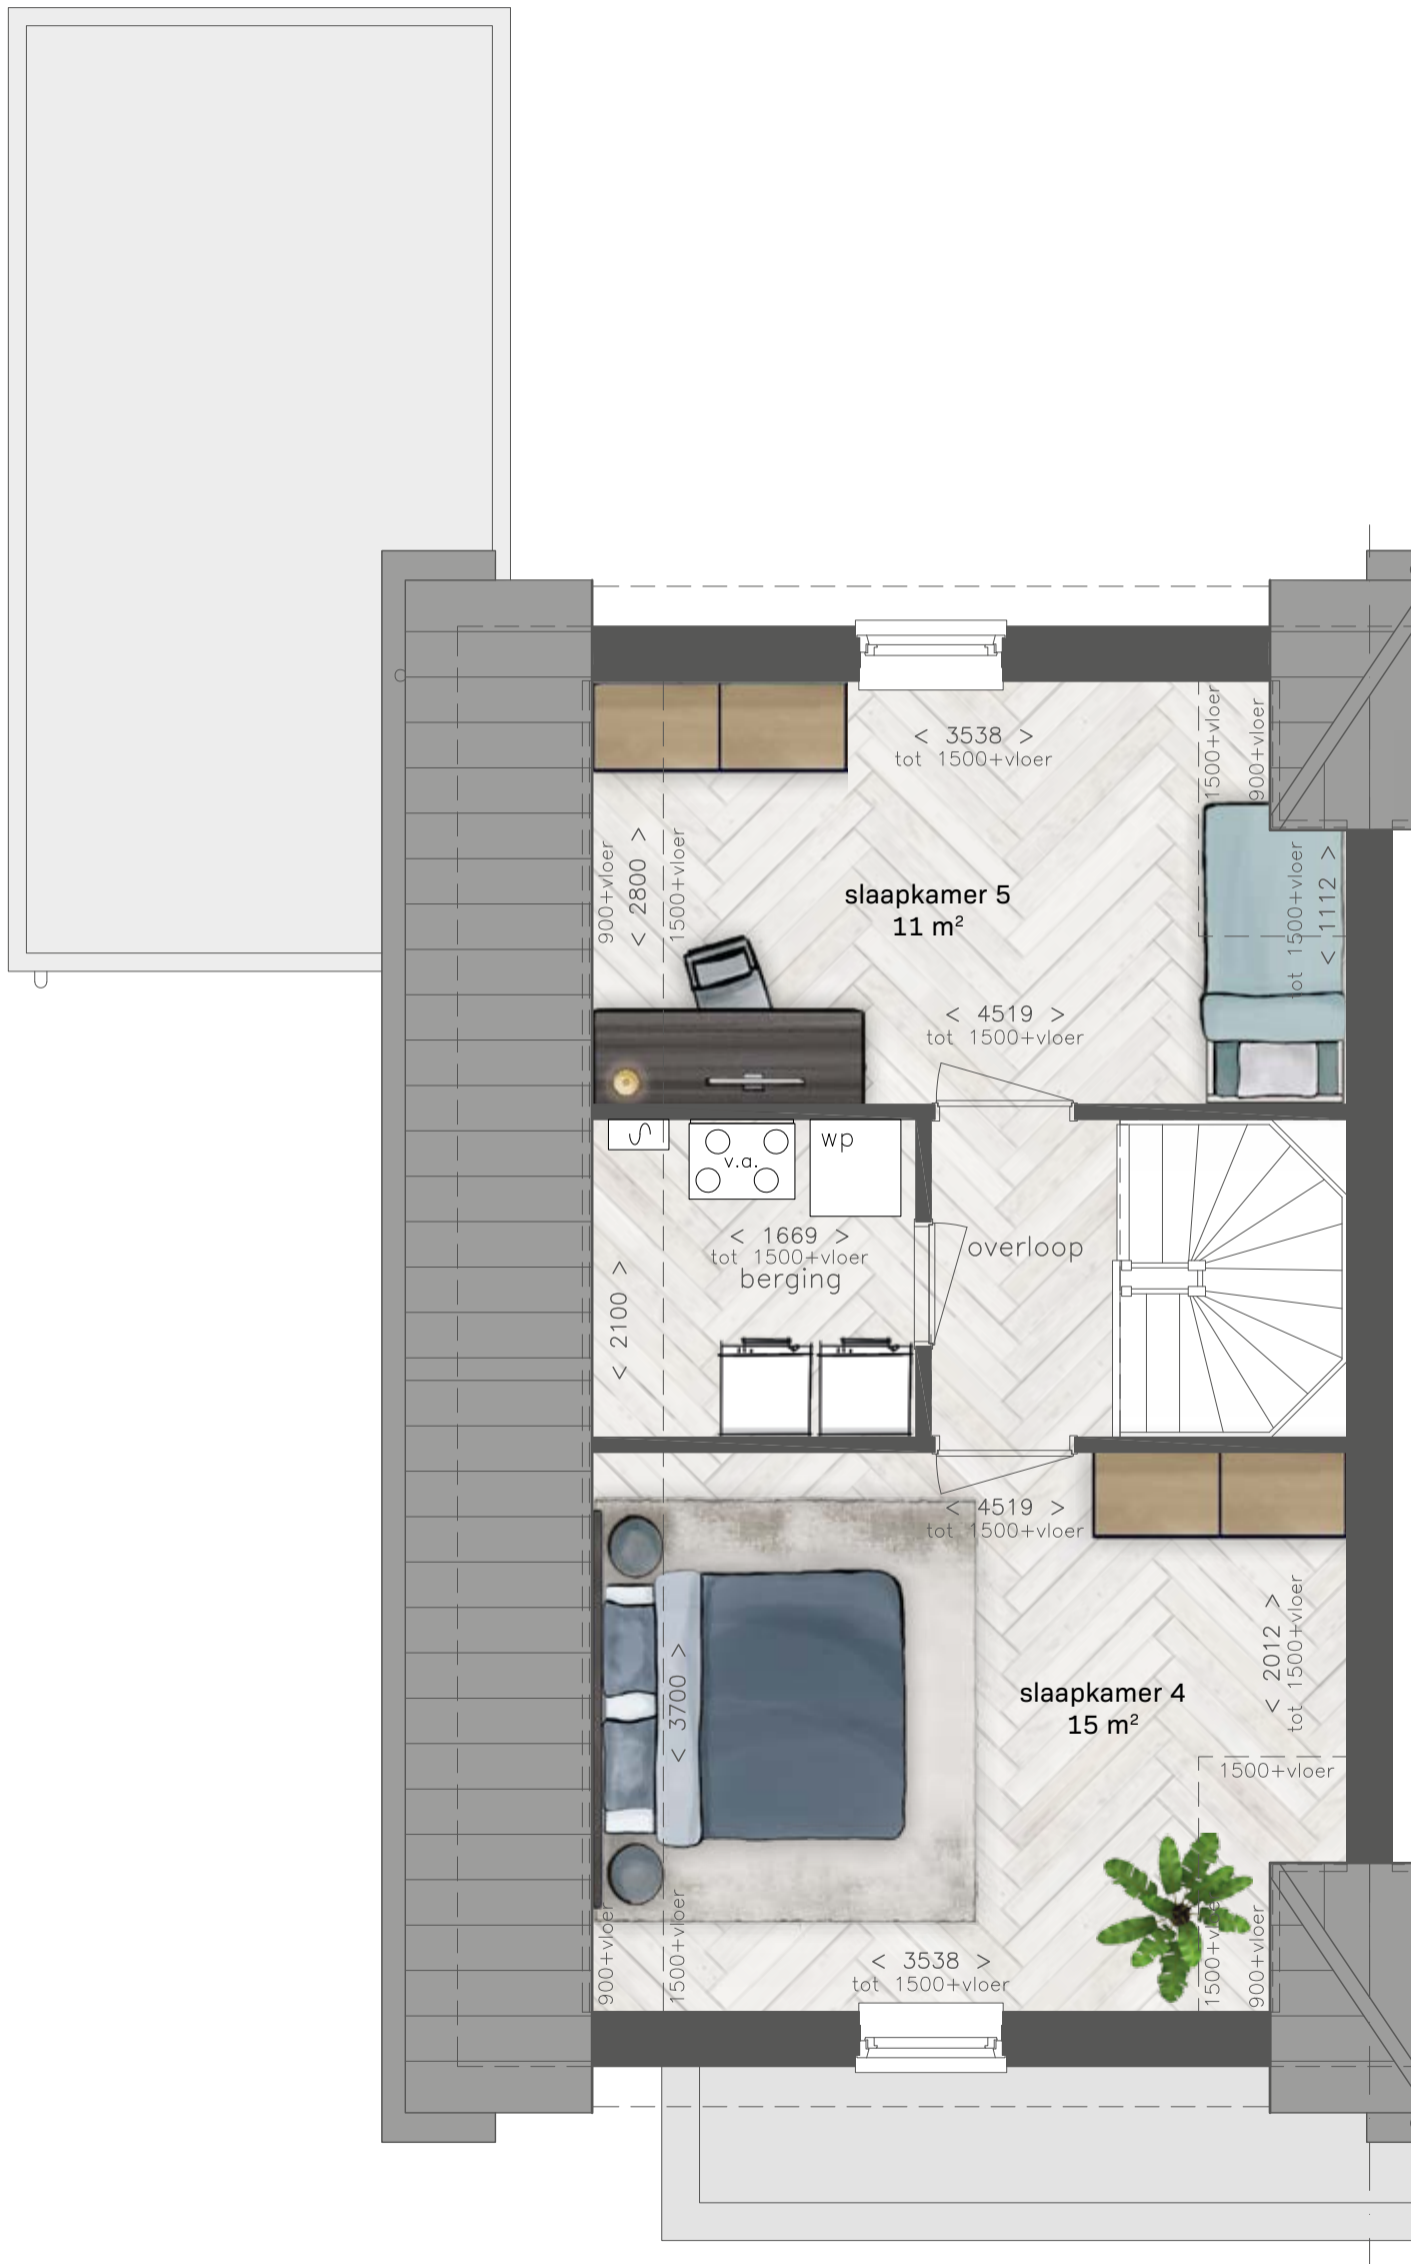 < 3538 >
tot 1500+vloer
1500+vloer
900+vloer
900+vloer
< 2800 >
1500+vloer
slaapkamer 5
11 m²
tot 1500+vloer
< 1112 >
< 4519 >
tot 1500+vloer
S
v.a.
wp
< 1669 >
tot 1500+vloer
berging
overloop
< 2100 >
< 4519 >
tot 1500+vloer
< 3700 >
< 2012 >
tot 1500+vloer
slaapkamer 4
15 m²
1500+vloer
900+vloer
1500+vloer
< 3538 >
tot 1500+vloer
1500+vloer
900+vloer